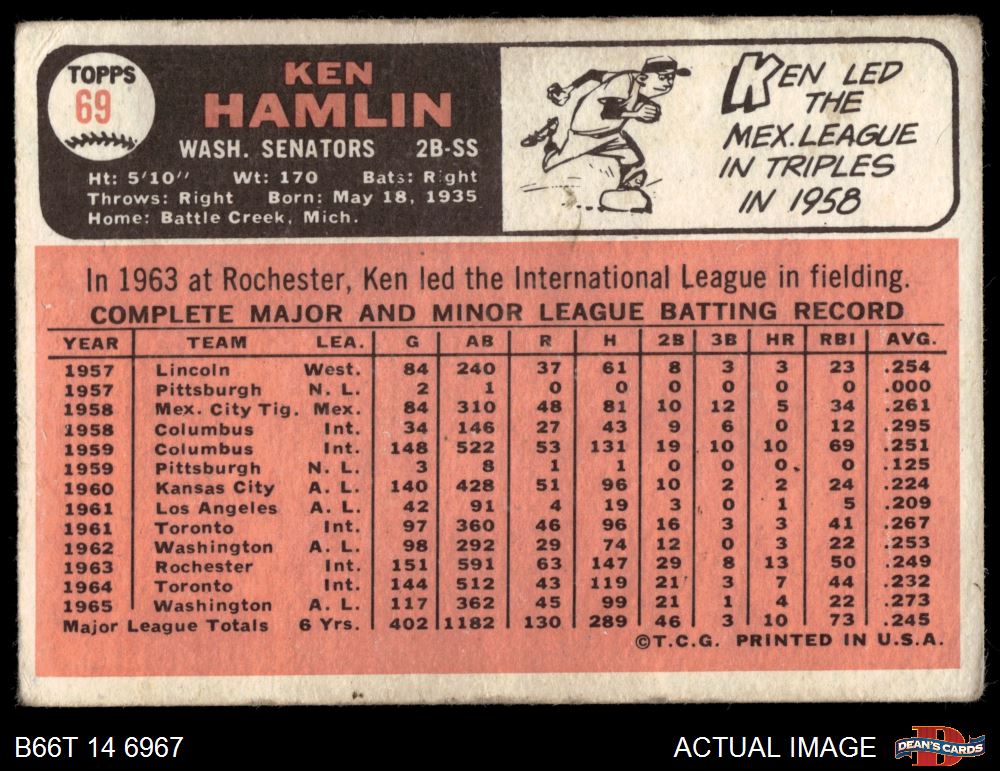 TOPPS
69
KEN
HAMLIN
WASH. SENATORS 2B-SS
Ht: 5'10" Wt: 170 Bats: Right
Throws: Right Born: May 18, 1935
Home: Battle Creek, Mich.
KEN LED
THE
MEX. LEAGUE
IN TRIPLES
IN 1958
In 1963 at Rochester, Ken led the International League in fielding.
COMPLETE MAJOR AND MINOR LEAGUE BATTING RECORD
YEAR TEAM LEA. G AB R H 2B 3B HR RBI AVG.
1957 Lincoln West. 84 240 37 61 8 3 3 23 .254
1957 Pittsburgh N. L. 2 1 0 0 0 0 0 0 .000
1958 Mex. City Tig. Mex. 84 310 48 81 10 12 5 34 .261
1958 Columbus Int. 34 146 27 43 9 6 0 12 .295
1959 Columbus Int. 148 522 53 131 19 10 10 69 .251
1959 Pittsburgh N. L. 3 8 1 1 0 0 0 0 .125
1960 Kansas City A. L. 140 428 51 96 10 2 2 24 .224
1961 Los Angeles A. L. 42 91 4 19 3 0 1 5 .209
1961 Toronto Int. 97 360 46 96 16 3 3 41 .267
1962 Washington A. L. 98 292 29 74 12 0 3 22 .253
1963 Rochester Int. 151 591 63 147 29 8 13 50 .249
1964 Toronto Int. 144 512 43 119 21 3 7 44 .232
1965 Washington A. L. 117 362 45 99 21 1 4 22 .273
Major League Totals 6 Yrs. 402 1182 130 289 46 3 10 73 .245
©T.C.G. PRINTED IN U.S.A.
B66T 14 6967
ACTUAL IMAGE
DEAN'S CARDS